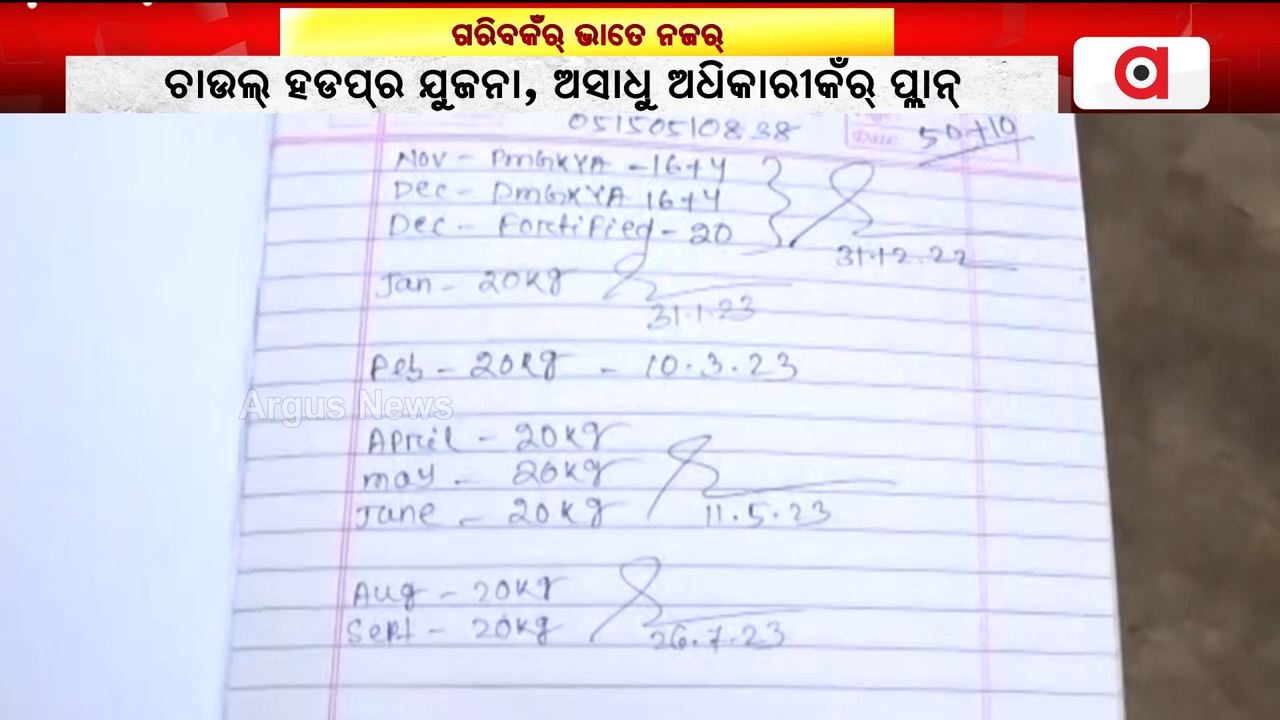 ଗରିବଙ୍କଁର୍ ଭାତେ ନଜର୍
ଚାଉଲ୍ ହଡପ୍‌ର ଯୁଜନା, ଅସାଧୁ ଅଧିକାରୀକଁର୍ ପ୍ଲାନ୍
a
05150510838
50+10
Nov - PMGKYA - 16+4
Dec - PMGKYA 16+4
Dec - Fortified - 20
31.12.22
Jan - 20kg
31.1.23
Feb - 20kg - 10.3.23
Argus News
April - 20kg
may - 20kg
June - 20kg
11.5.23
Aug - 20kg
Sept - 20kg
26.7.23